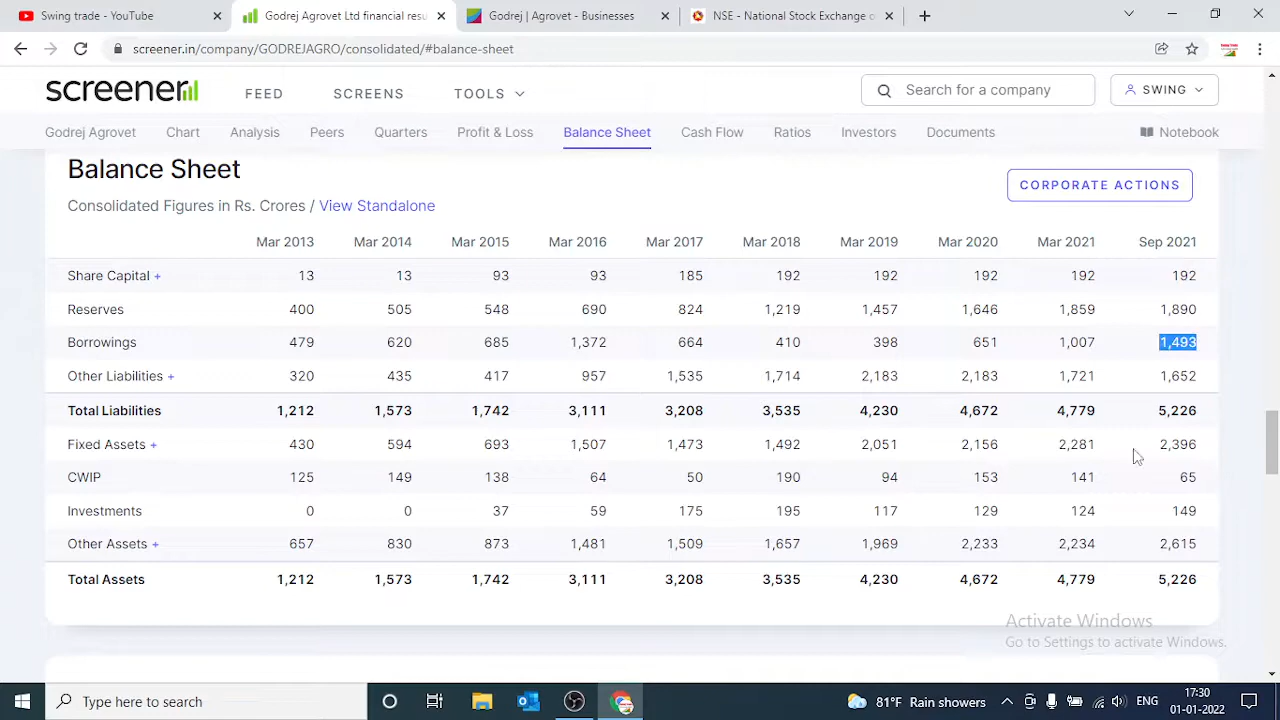 Swing Trade - YouTube
Godrej Agrovet Ltd financial resu
Godrej | Agrovet - Businesses
NSE - National Stock Exchange o
screener.in/company/GODREJAGRO/consolidated/#balance-sheet
screener FEED SCREENS TOOLS Search for a company SWING
Godrej Agrovet Chart Analysis Peers Quarters Profit & Loss Balance Sheet Cash Flow Ratios Investors Documents Notebook
Balance Sheet
CORPORATE ACTIONS
Consolidated Figures in Rs. Crores / View Standalone
Mar 2013 Mar 2014 Mar 2015 Mar 2016 Mar 2017 Mar 2018 Mar 2019 Mar 2020 Mar 2021 Sep 2021
Share Capital + 13 13 93 93 185 192 192 192 192 192
Reserves 400 505 548 690 824 1,219 1,457 1,646 1,859 1,890
Borrowings 479 620 685 1,372 664 410 398 651 1,007 1,493
Other Liabilities + 320 435 417 957 1,535 1,714 2,183 2,183 1,721 1,652
Total Liabilities 1,212 1,573 1,742 3,111 3,208 3,535 4,230 4,672 4,779 5,226
Fixed Assets + 430 594 693 1,507 1,473 1,492 2,051 2,156 2,281 2,396
CWIP 125 149 138 64 50 190 94 153 141 65
Investments 0 0 37 59 175 195 117 129 124 149
Other Assets + 657 830 873 1,481 1,509 1,657 1,969 2,233 2,234 2,615
Total Assets 1,212 1,573 1,742 3,111 3,208 3,535 4,230 4,672 4,779 5,226
Activate Windows
Go to Settings to activate Windows.
Type here to search
81°F Rain showers
ENG
17:30
01-01-2022